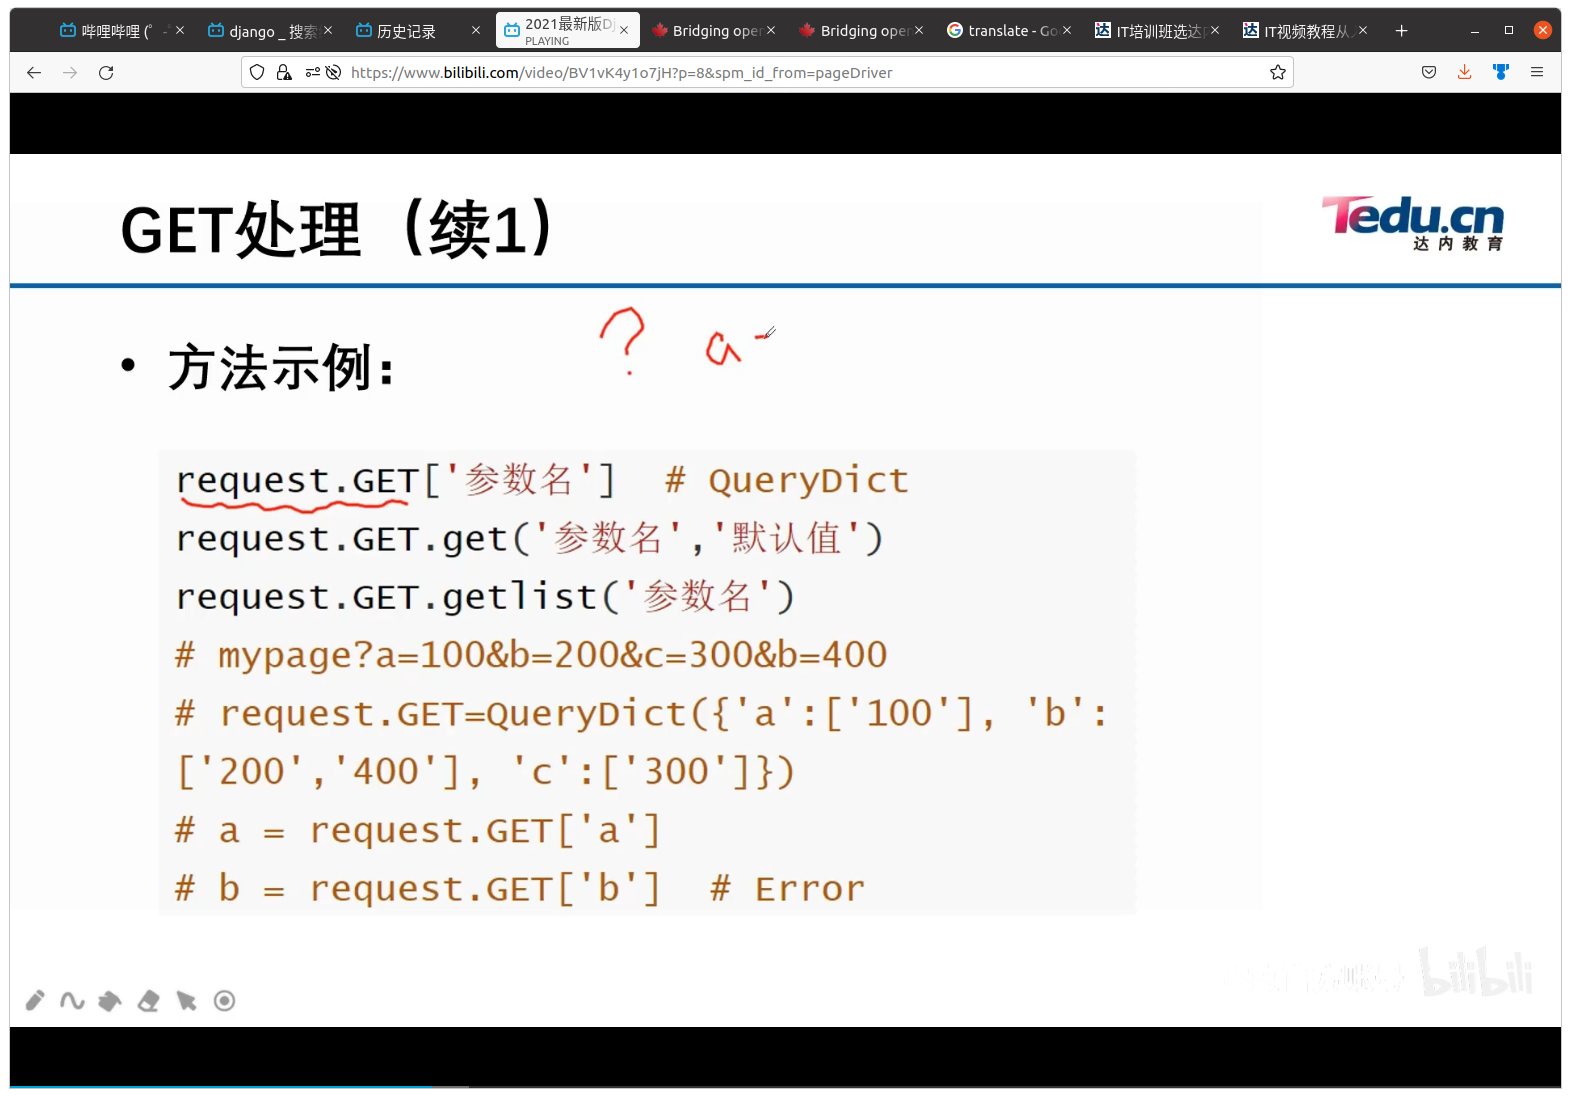 哔哩哔哩 (゜-゜
django _ 搜索
历史记录
2021最新版Dj
PLAYING
Bridging oper
Bridging oper
translate - Go
IT培训班选达内
IT视频教程从入
https://www.bilibili.com/video/BV1vK4y1o7jH?p=8&spm_id_from=pageDriver
GET处理（续1）
Tedu.cn
达内教育
? a-
• 方法示例：
request.GET['参数名']  # QueryDict
request.GET.get('参数名','默认值')
request.GET.getlist('参数名')
# mypage?a=100&b=200&c=300&b=400
# request.GET=QueryDict({'a':['100'], 'b':
['200','400'], 'c':['300']})
# a = request.GET['a']
# b = request.GET['b']  # Error
bilibili